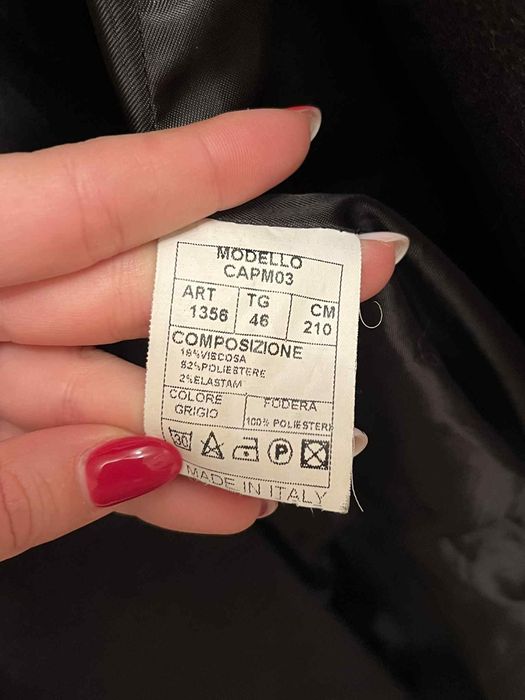 MODELLO
CAPM03
ART
1356
TG
46
CM
210
COMPOSIZIONE
16%VISCOSA
82%POLIESTERE
2%ELASTAM
COLORE
GRIGIO
FODERA
100% POLIESTERE
30
P
MADE IN ITALY